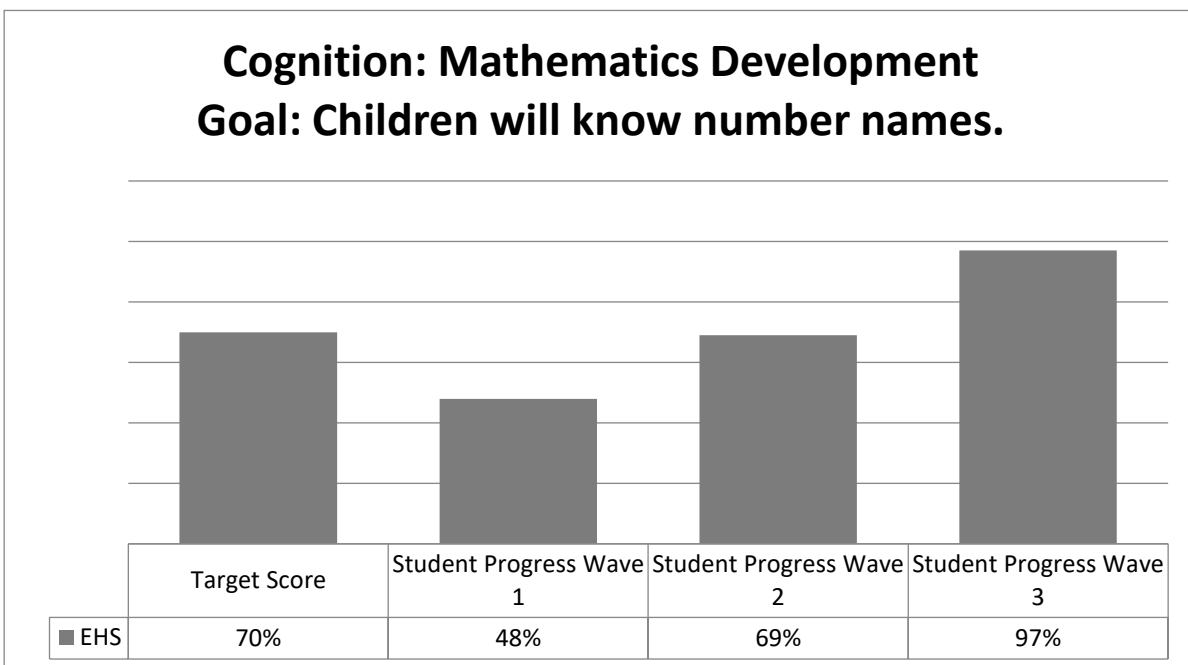 Cognition: Mathematics Development
Goal: Children will know number names.
Target Score
Student Progress Wave 1
Student Progress Wave 2
Student Progress Wave 3
EHS 70% 48% 69% 97%